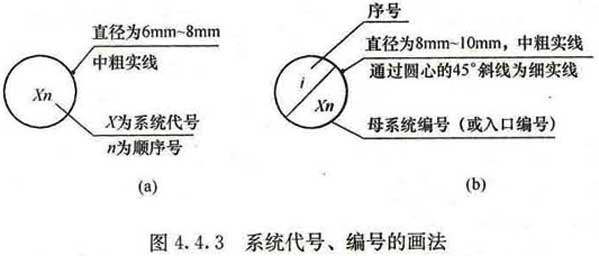 直径为6mm~8mm
中粗实线
Xn
X为系统代号
n为顺序号
(a)
序号
直径为8mm~10mm，中粗实线
通过圆心的45°斜线为细实线
i
Xn
母系统编号（或入口编号）
(b)
图 4.4.3 系统代号、编号的画法